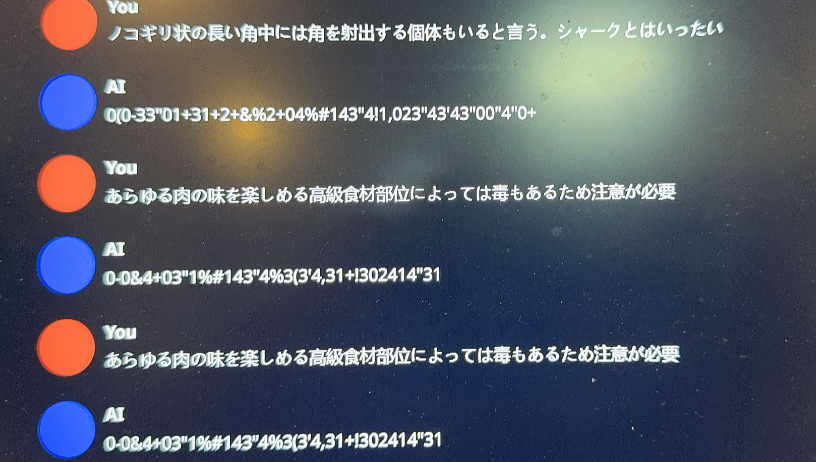 You
ノコギリ状の長い角中には角を射出する個体もいると言う。シャークとはいったい
AI
0(0-33"01+31+2+&%2+04%#143"4!1,023"43'43"00"4"0+
You
あらゆる肉の味を楽しめる高級食材部位によっては毒もあるため注意が必要
AI
0-0&4+03"1%#143"4%3(3'4,31+!302414"31
You
あらゆる肉の味を楽しめる高級食材部位によっては毒もあるため注意が必要
AI
0-0&4+03"1%#143"4%3(3'4,31+!302414"31